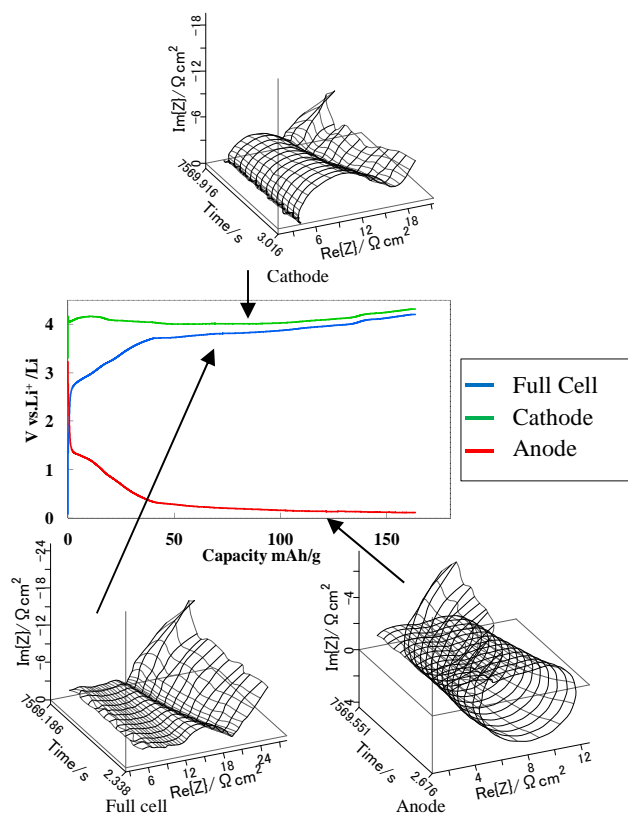 -18
-12
-6
0
Im[Z]/ Ω cm²
7569.916
Time/s
3.016
6
12
18
Re[Z]/ Ω cm²
Cathode
4
3
2
1
0
V vs.Li⁺ /Li
0
50
100
150
Capacity mAh/g
Full Cell
Cathode
Anode
-24
-18
-12
-6
0
Im[Z]/ Ω cm²
7569.186
Time/s
2.338
6
12
18
24
Re[Z]/ Ω cm²
Full cell
-4
0
4
Im[Z]/ Ω cm²
7569.551
Time/s
2.676
4
8
12
Re[Z]/ Ω cm²
Anode